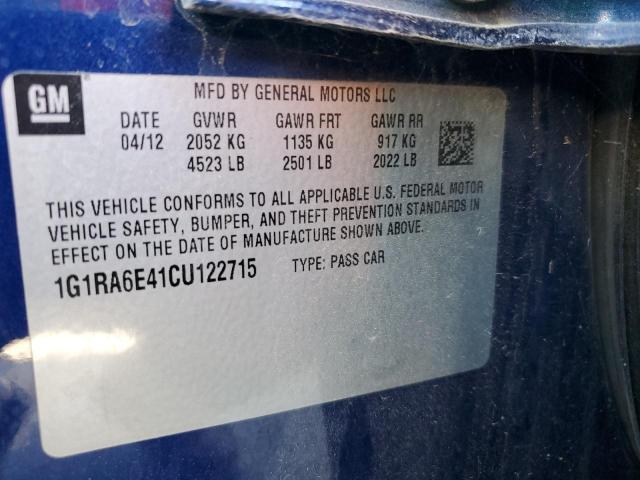 GM
MFD BY GENERAL MOTORS LLC
DATE GVWR GAWR FRT GAWR RR
04/12 2052 KG 1135 KG 917 KG
4523 LB 2501 LB 2022 LB
THIS VEHICLE CONFORMS TO ALL APPLICABLE U.S. FEDERAL MOTOR
VEHICLE SAFETY, BUMPER, AND THEFT PREVENTION STANDARDS IN
EFFECT ON THE DATE OF MANUFACTURE SHOWN ABOVE.
1G1RA6E41CU122715 TYPE: PASS CAR